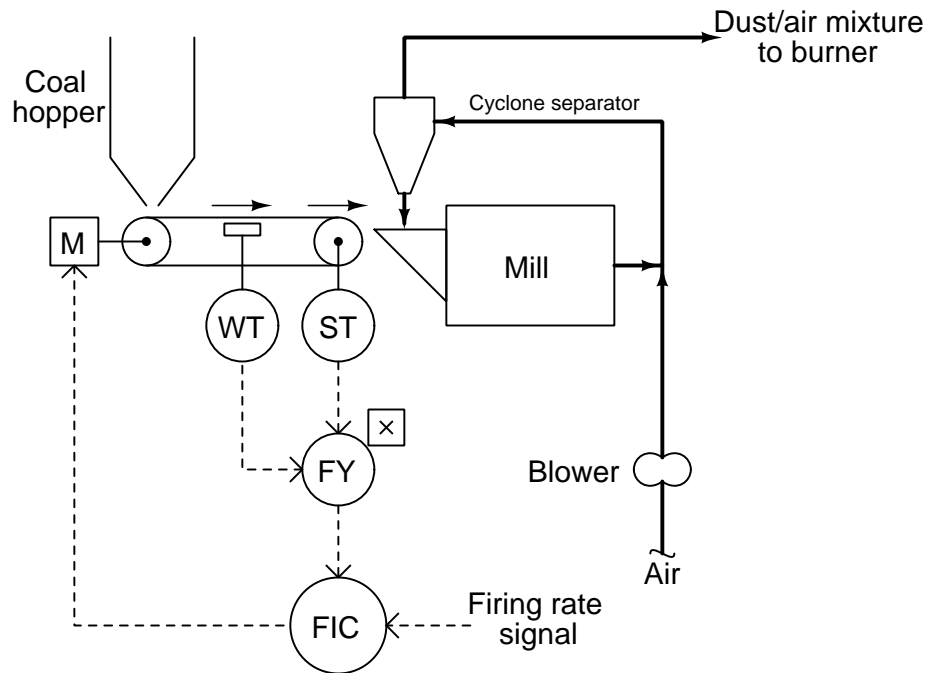 Dust/air mixture
to burner
Coal
hopper
Cyclone separator
M
Mill
WT
ST
×
FY
Blower
Air
Firing rate
signal
FIC